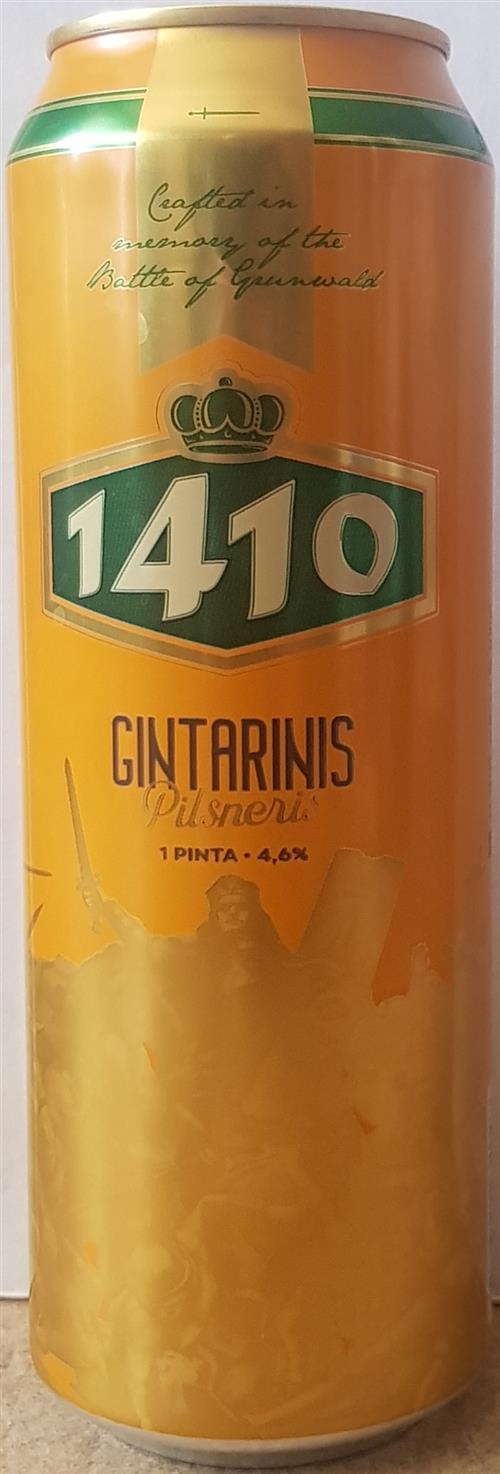 Crafted in
memory of the
Battle of Grunwald
1410
GINTARINIS
Pilsneris
1 PINTA • 4,6%